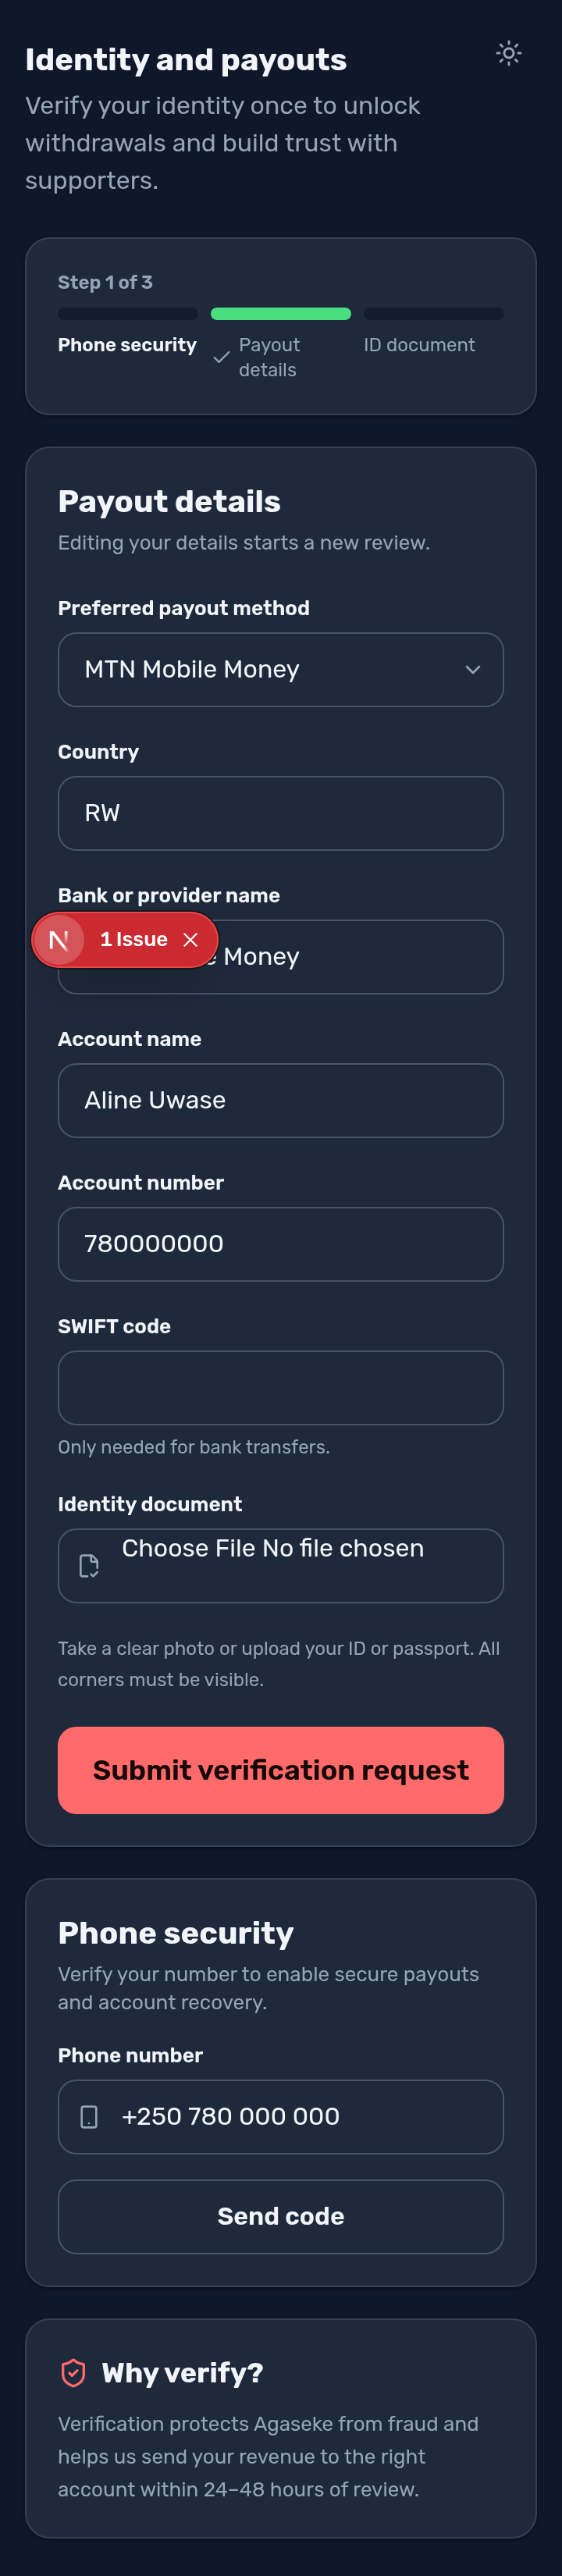 Identity and payouts
Verify your identity once to unlock
withdrawals and build trust with
supporters.
Step 1 of 3
Phone security
Payout
details
ID document
Payout details
Editing your details starts a new review.
Preferred payout method
MTN Mobile Money
Country
RW
Bank or provider name
N 1 Issue
Money
Account name
Aline Uwase
Account number
780000000
SWIFT code
Only needed for bank transfers.
Identity document
Choose File No file chosen
Take a clear photo or upload your ID or passport. All
corners must be visible.
Submit verification request
Phone security
Verify your number to enable secure payouts
and account recovery.
Phone number
+250 780 000 000
Send code
Why verify?
Verification protects Agaseke from fraud and
helps us send your revenue to the right
account within 24–48 hours of review.